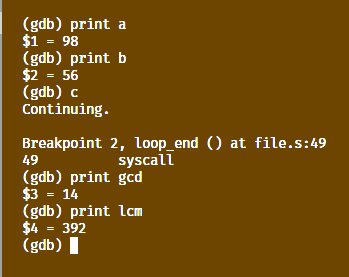 (gdb) print a
$1 = 98
(gdb) print b
$2 = 56
(gdb) c
Continuing.

Breakpoint 2, loop_end () at file.s:49
49          syscall
(gdb) print gcd
$3 = 14
(gdb) print lcm
$4 = 392
(gdb)